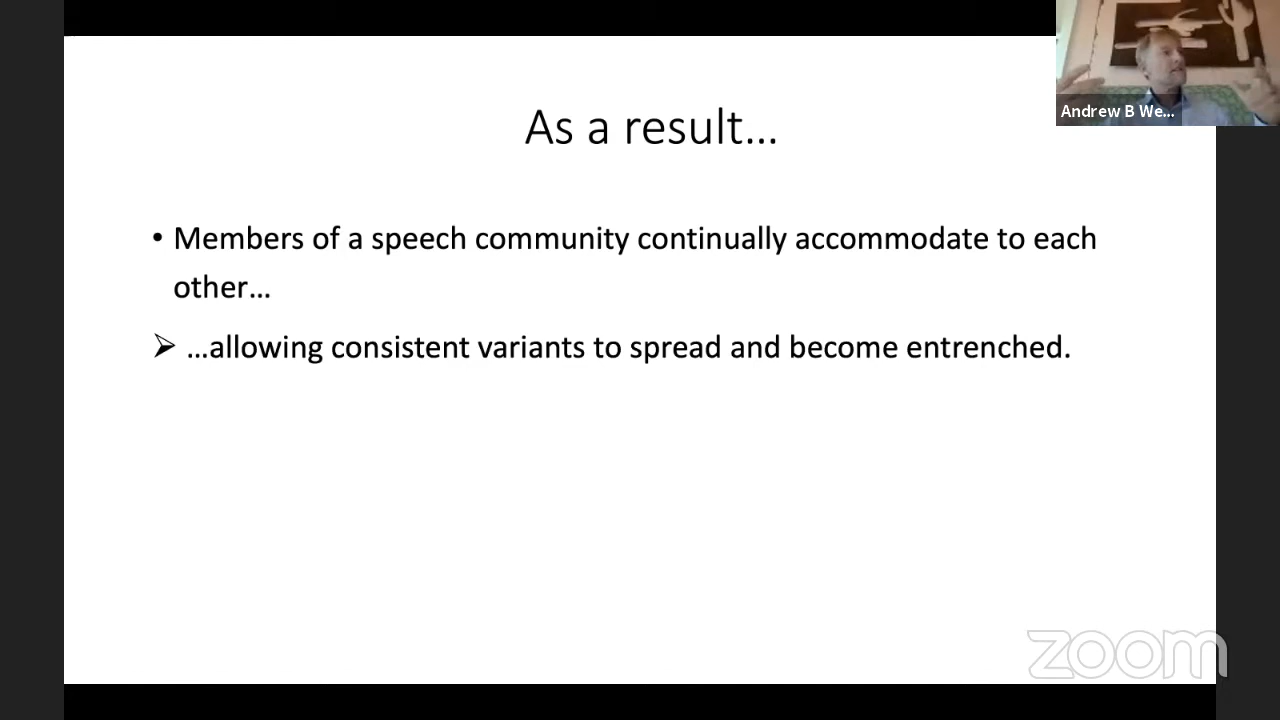 Andrew B We...
As a result…
• Members of a speech community continually accommodate to each
other…
➢ …allowing consistent variants to spread and become entrenched.
zoom